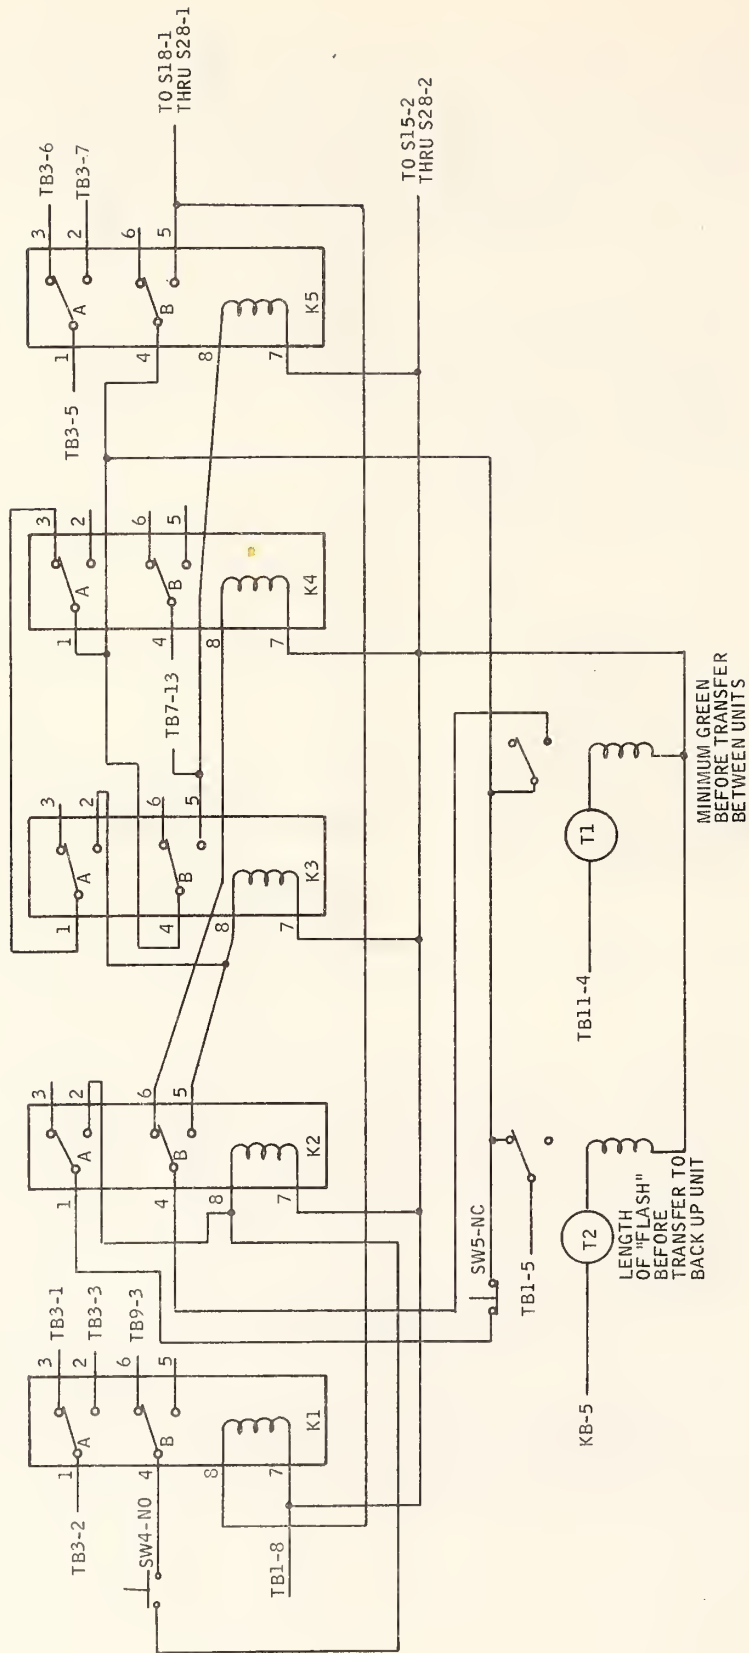 TB3-2
SW4-NO
TB1-8
1
4
8
7
A
B
K1
3
2
6
5
TB3-1
TB3-3
TB9-3
1
4
8
7
A
B
K2
3
2
6
5
1
4
8
7
A
B
K3
3
2
6
5
TB7-13
1
4
8
7
A
B
K4
3
2
6
5
TB3-5
1
4
8
7
A
B
K5
3
2
6
5
TB3-6
TB3-7
TO S18-1
THRU S28-1
TO S15-2
THRU S28-2
SW5-NC
TB1-5
KB-5
T2
LENGTH
OF "FLASH"
BEFORE
TRANSFER TO
BACK UP UNIT
TB11-4
T1
MINIMUM GREEN
BEFORE TRANSFER
BETWEEN UNITS